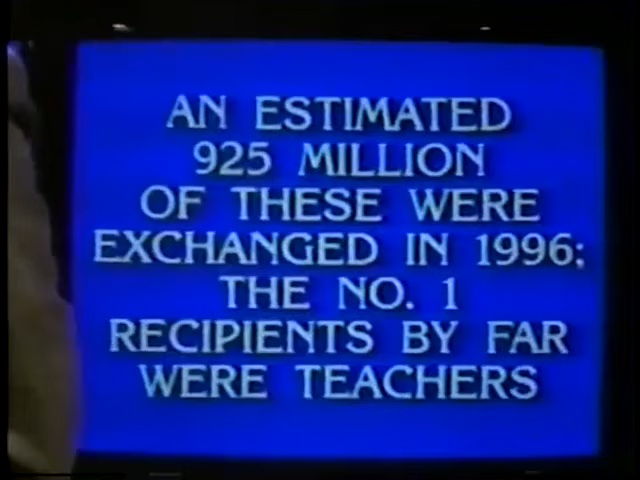 AN ESTIMATED
925 MILLION
OF THESE WERE
EXCHANGED IN 1996;
THE NO. 1
RECIPIENTS BY FAR
WERE TEACHERS